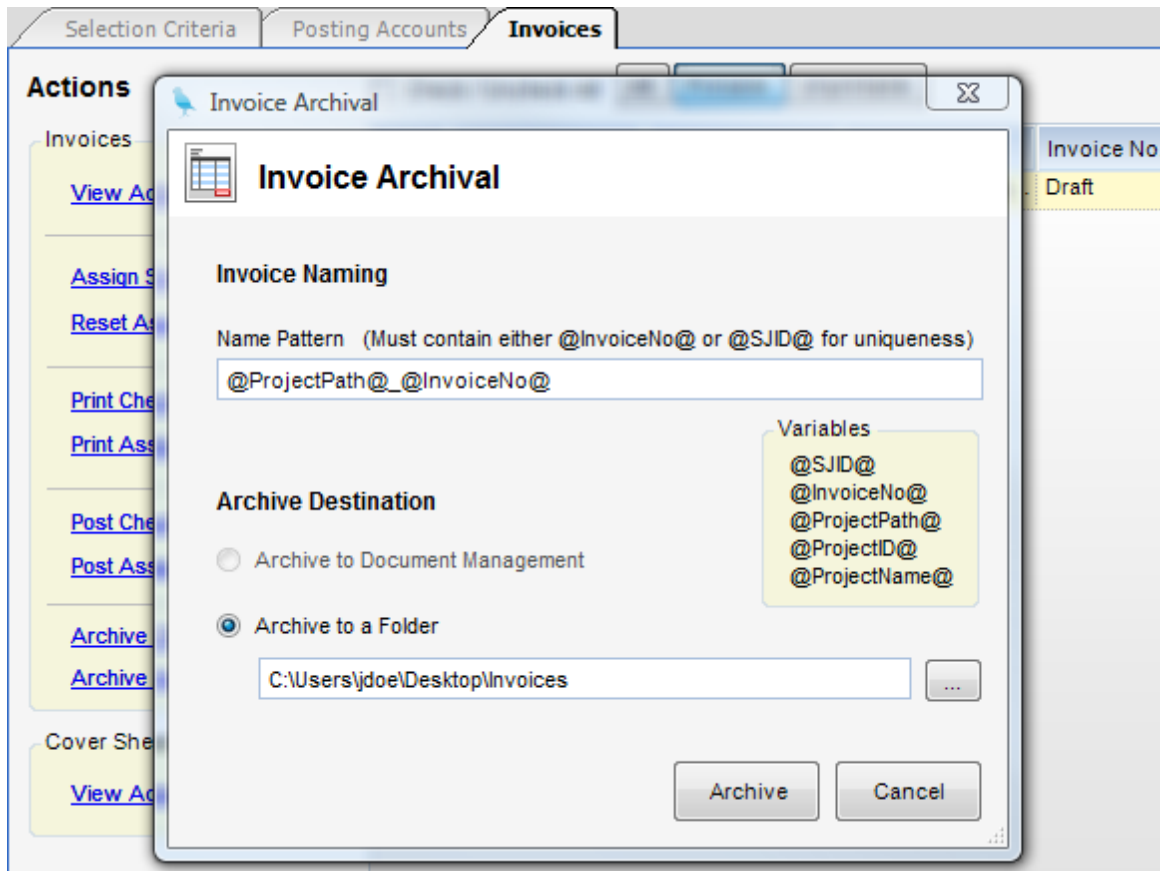 Selection Criteria
Posting Accounts
Invoices
Actions
Invoices
View Ac
Assign S
Reset As
Print Che
Print Ass
Post Che
Post Ass
Archive
Archive
Cover She
View Ac
Invoice Archival
Invoice Archival
Invoice Naming
Name Pattern (Must contain either @InvoiceNo@ or @SJID@ for uniqueness)
@ProjectPath@_@InvoiceNo@
Variables
@SJID@
@InvoiceNo@
@ProjectPath@
@ProjectID@
@ProjectName@
Archive Destination
Archive to Document Management
Archive to a Folder
C:\Users\jdoe\Desktop\Invoices
...
Archive
Cancel
Invoice No
Draft